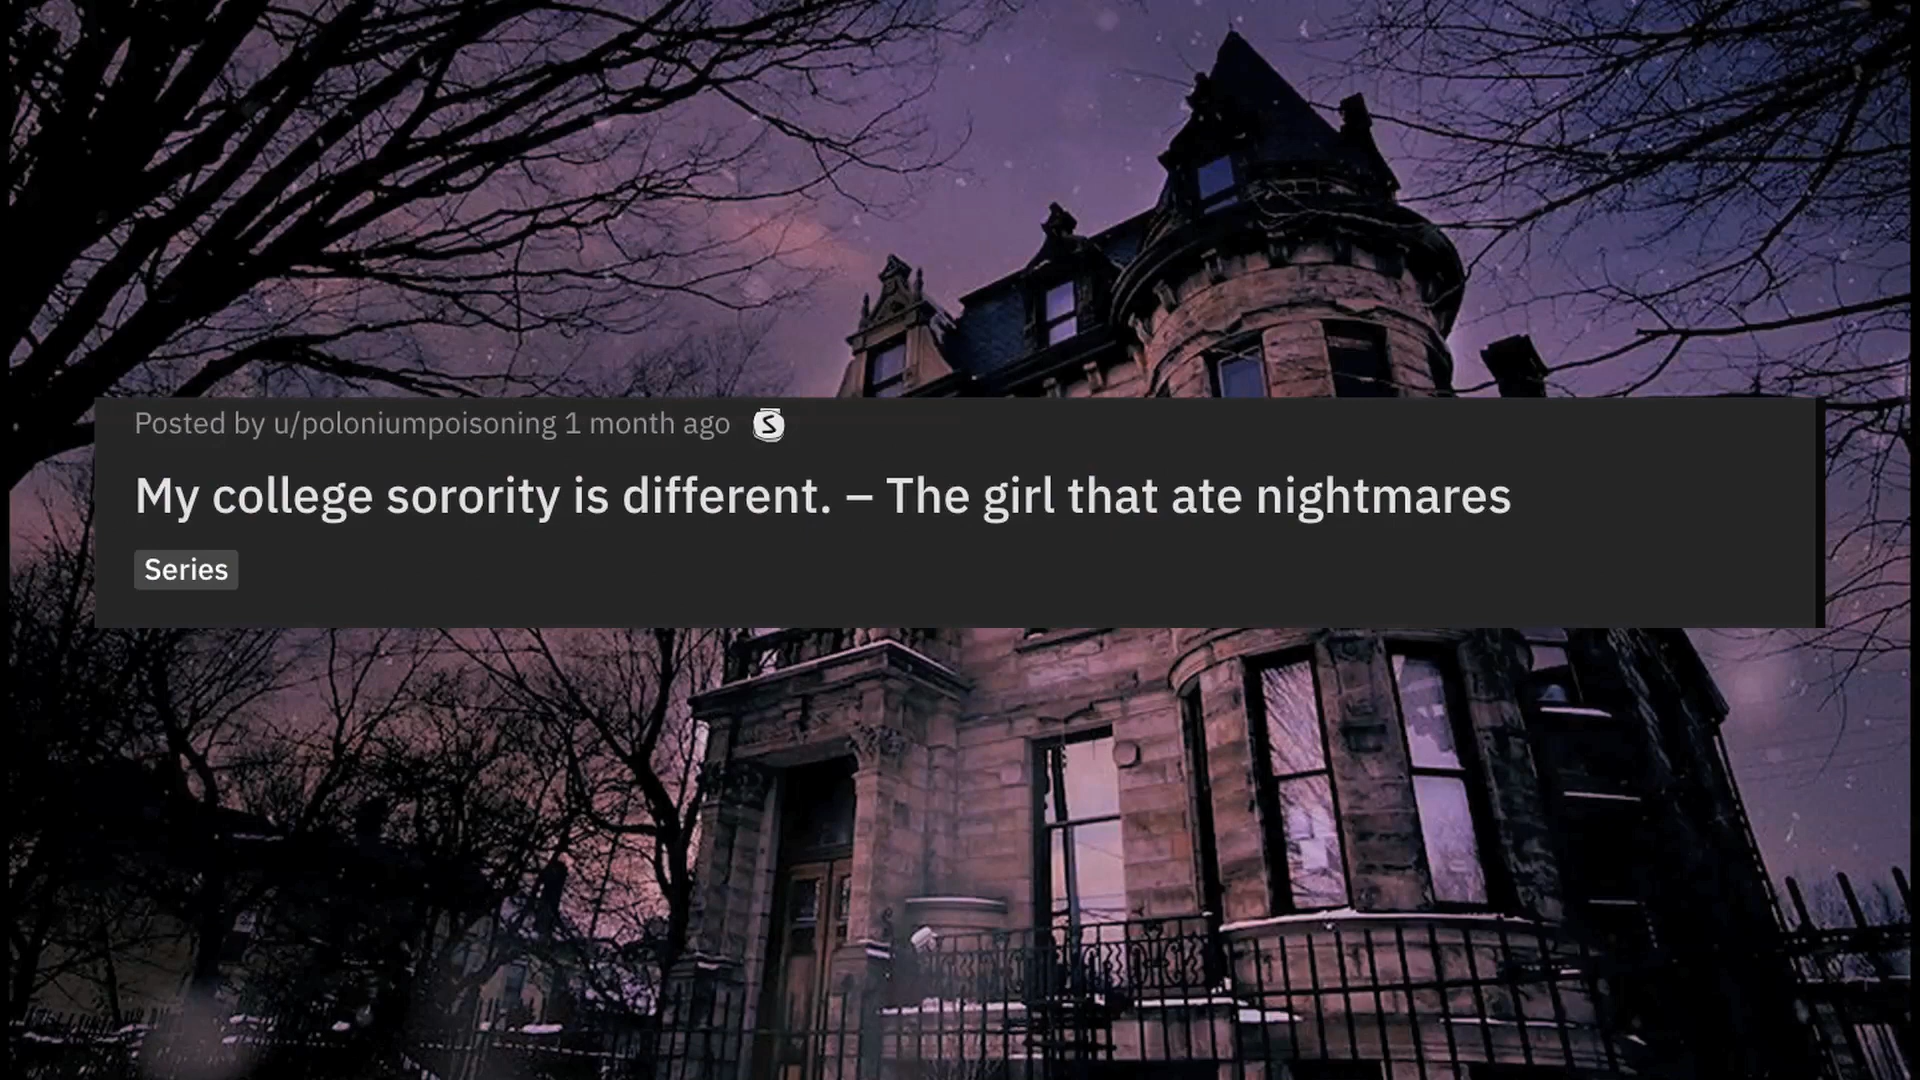 Posted by u/poloniumpoisoning 1 month ago S
My college sorority is different. – The girl that ate nightmares
Series